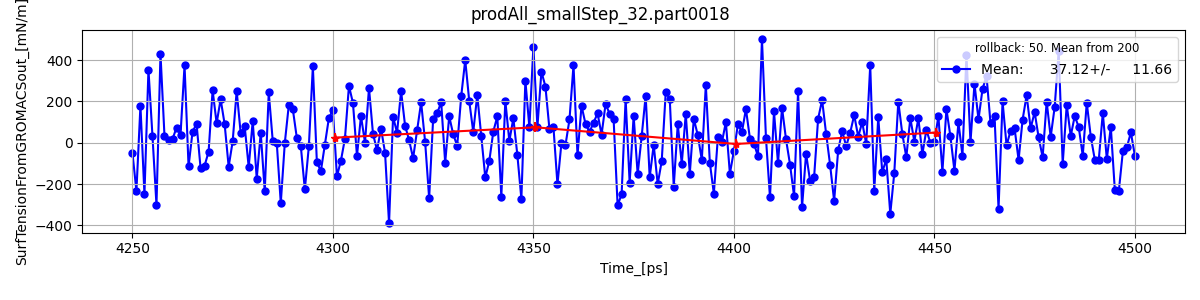 prodAll_smallStep_32.part0018
SurfTensionFromGROMACSout_[mN/m]
400
200
0
−200
−400
rollback: 50. Mean from 200
Mean: 37.12+/- 11.66
4250
4300
4350
4400
4450
4500
Time_[ps]